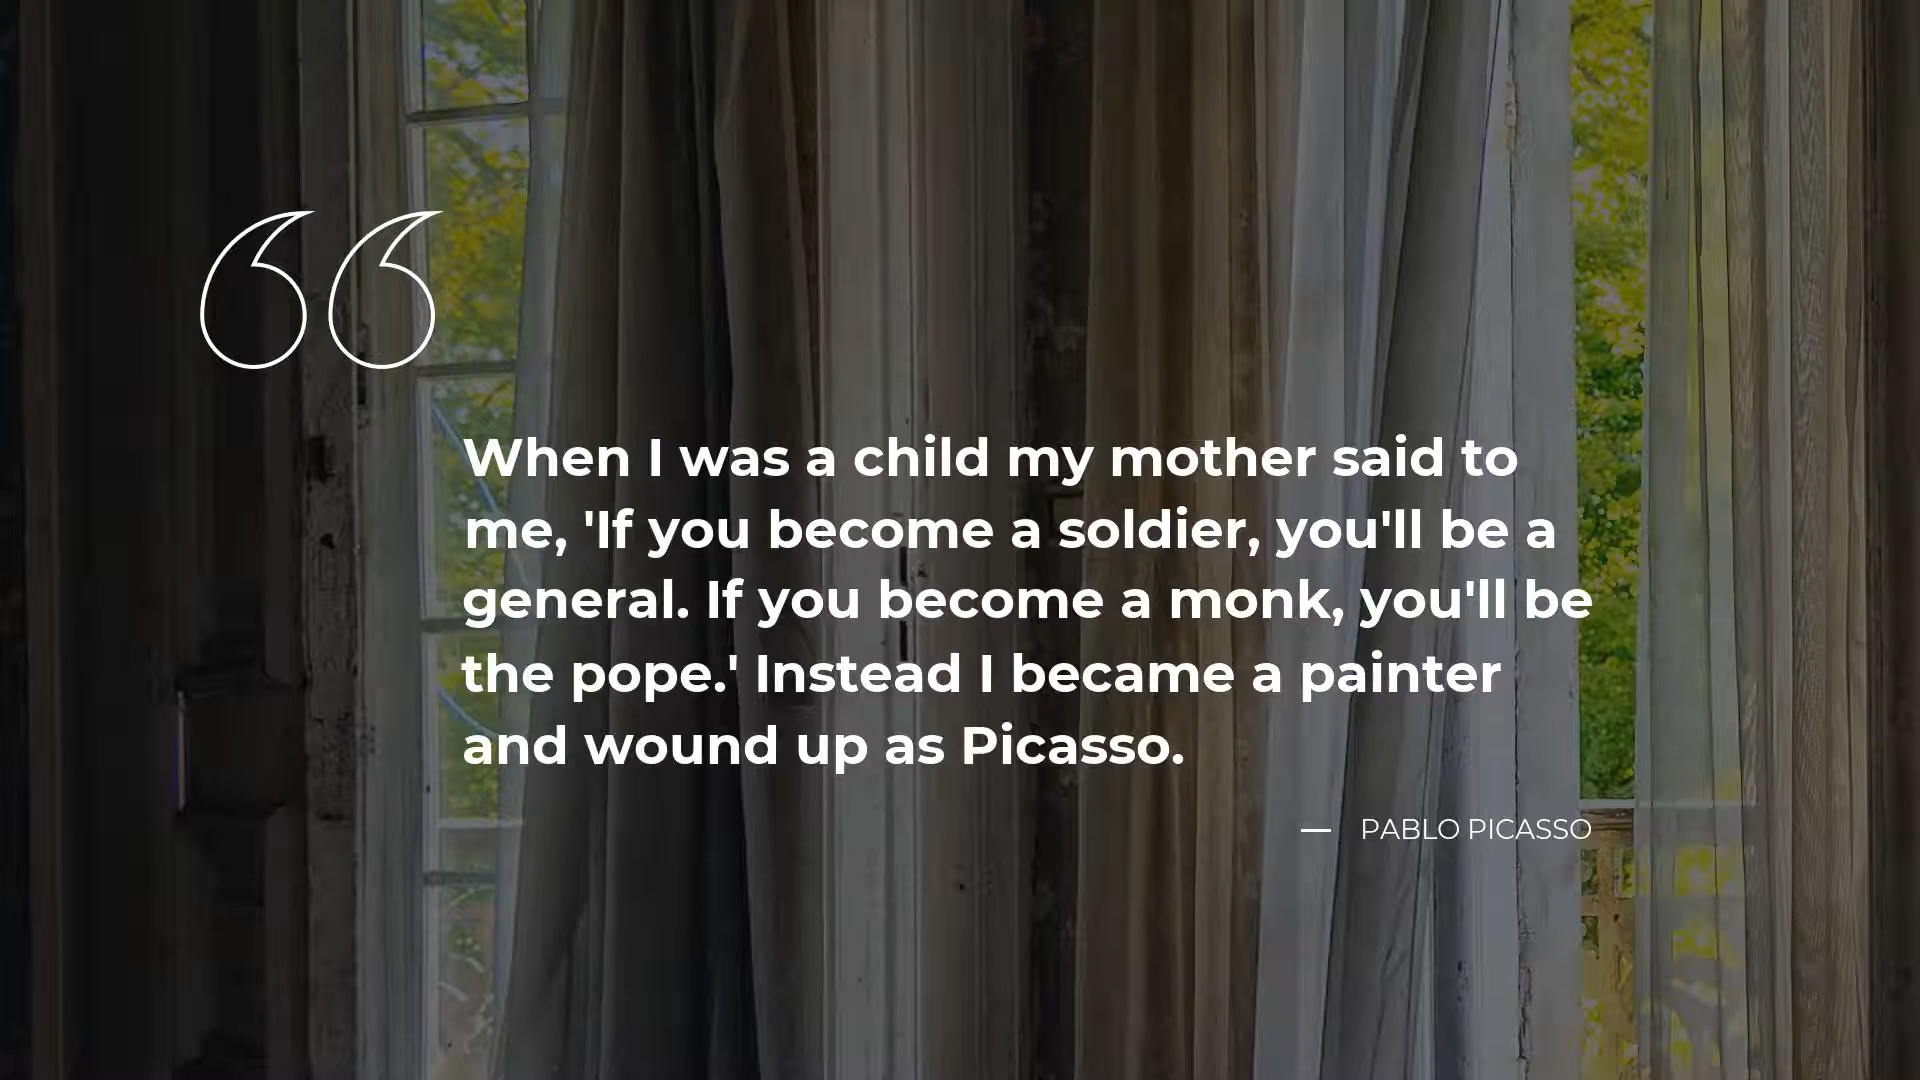 When I was a child my mother said to
me, 'If you become a soldier, you'll be a
general. If you become a monk, you'll be
the pope.' Instead I became a painter
and wound up as Picasso.
— PABLO PICASSO